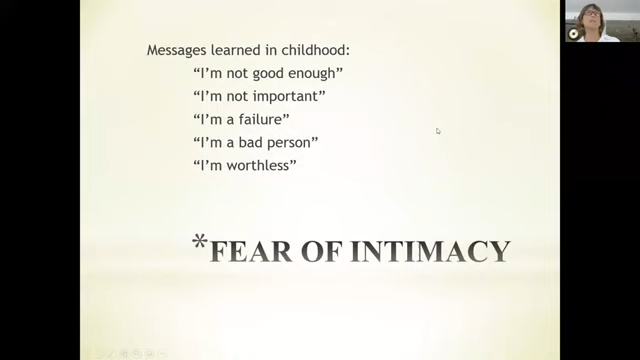 Messages learned in childhood:
“I’m not good enough”
“I’m not important”
“I’m a failure”
“I’m a bad person”
“I’m worthless”
*FEAR OF INTIMACY